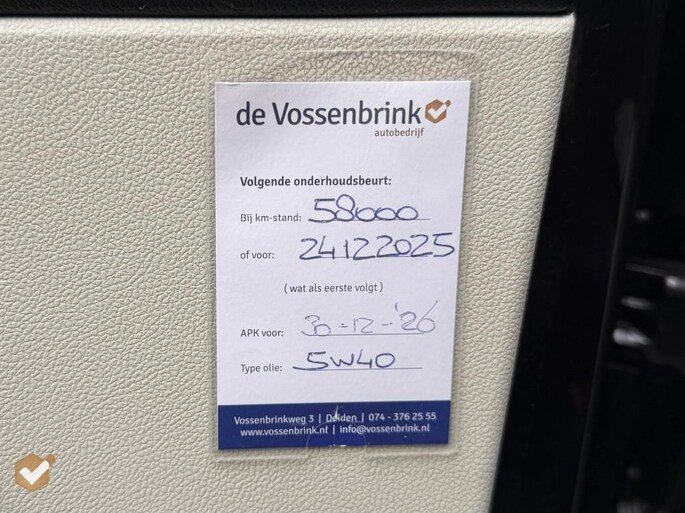 de Vossenbrink
autobedrijf
Volgende onderhoudsbeurt:
Bij km-stand: 58000
of voor: 24122025
( wat als eerste volgt )
APK voor: 30-12-'26
Type olie: 5W40
Vossenbrinkweg 3 | Delden | 074 - 376 25 55
www.vossenbrink.nl | info@vossenbrink.nl